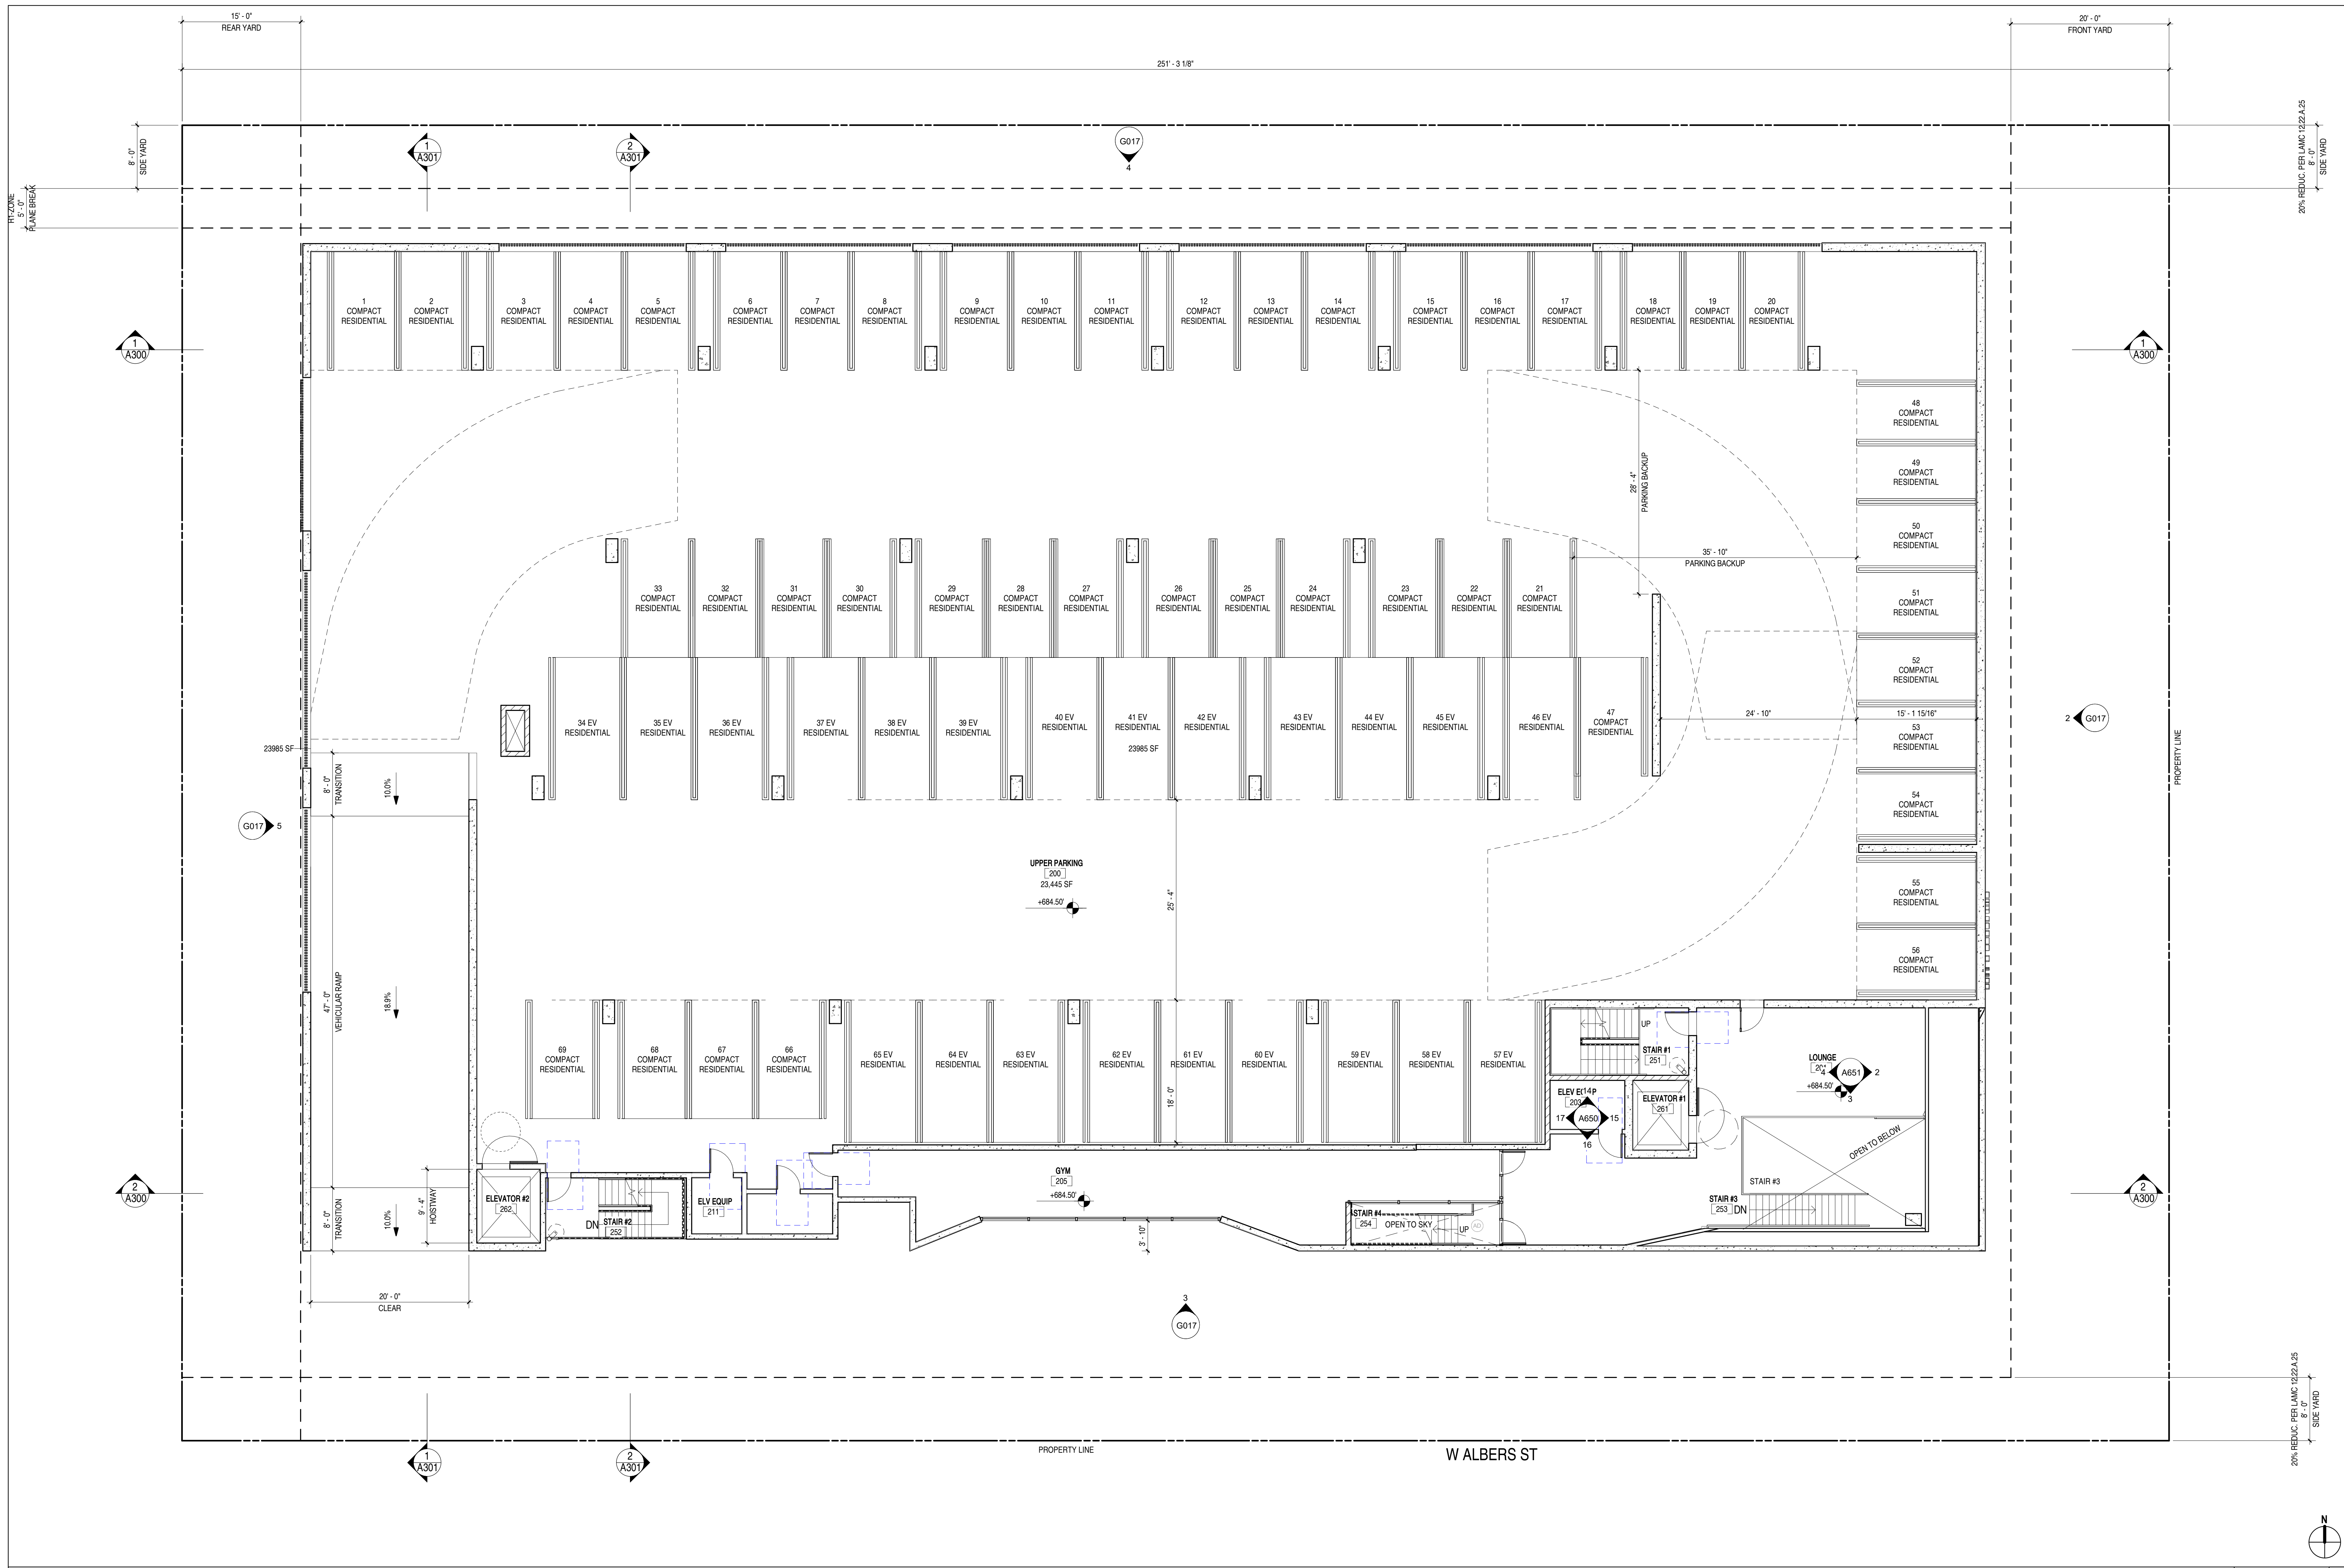 15' - 0"
REAR YARD
20' - 0"
FRONT YARD
251' - 3 1/8"
8' - 0"
SIDE YARD
H1-ZONE
5' - 0"
PLANE BREAK
20% REDUC. PER LAMC 12.22.A.25
8' - 0"
SIDE YARD
1
A301
2
A301
G017
4
1
COMPACT
RESIDENTIAL
2
COMPACT
RESIDENTIAL
3
COMPACT
RESIDENTIAL
4
COMPACT
RESIDENTIAL
5
COMPACT
RESIDENTIAL
6
COMPACT
RESIDENTIAL
7
COMPACT
RESIDENTIAL
8
COMPACT
RESIDENTIAL
9
COMPACT
RESIDENTIAL
10
COMPACT
RESIDENTIAL
11
COMPACT
RESIDENTIAL
12
COMPACT
RESIDENTIAL
13
COMPACT
RESIDENTIAL
14
COMPACT
RESIDENTIAL
15
COMPACT
RESIDENTIAL
16
COMPACT
RESIDENTIAL
17
COMPACT
RESIDENTIAL
18
COMPACT
RESIDENTIAL
19
COMPACT
RESIDENTIAL
20
COMPACT
RESIDENTIAL
1
A300
1
A300
48
COMPACT
RESIDENTIAL
49
COMPACT
RESIDENTIAL
50
COMPACT
RESIDENTIAL
51
COMPACT
RESIDENTIAL
52
COMPACT
RESIDENTIAL
53
COMPACT
RESIDENTIAL
54
COMPACT
RESIDENTIAL
55
COMPACT
RESIDENTIAL
56
COMPACT
RESIDENTIAL
28' - 4"
PARKING BACKUP
35' - 10"
PARKING BACKUP
33
COMPACT
RESIDENTIAL
32
COMPACT
RESIDENTIAL
31
COMPACT
RESIDENTIAL
30
COMPACT
RESIDENTIAL
29
COMPACT
RESIDENTIAL
28
COMPACT
RESIDENTIAL
27
COMPACT
RESIDENTIAL
26
COMPACT
RESIDENTIAL
25
COMPACT
RESIDENTIAL
24
COMPACT
RESIDENTIAL
23
COMPACT
RESIDENTIAL
22
COMPACT
RESIDENTIAL
21
COMPACT
RESIDENTIAL
34 EV
RESIDENTIAL
35 EV
RESIDENTIAL
36 EV
RESIDENTIAL
37 EV
RESIDENTIAL
38 EV
RESIDENTIAL
39 EV
RESIDENTIAL
40 EV
RESIDENTIAL
41 EV
RESIDENTIAL
42 EV
RESIDENTIAL
43 EV
RESIDENTIAL
44 EV
RESIDENTIAL
45 EV
RESIDENTIAL
46 EV
RESIDENTIAL
47
COMPACT
RESIDENTIAL
24' - 10"
15' - 1 15/16"
2
G017
PROPERTY LINE
23985 SF
23985 SF
8' - 0"
TRANSITION
10.0%
G017
5
47' - 0"
VEHICULAR RAMP
18.9%
8' - 0"
TRANSITION
10.0%
UPPER PARKING
200
23,445 SF
+684.50'
25' - 4"
18' - 0"
69
COMPACT
RESIDENTIAL
68
COMPACT
RESIDENTIAL
67
COMPACT
RESIDENTIAL
66
COMPACT
RESIDENTIAL
65 EV
RESIDENTIAL
64 EV
RESIDENTIAL
63 EV
RESIDENTIAL
62 EV
RESIDENTIAL
61 EV
RESIDENTIAL
60 EV
RESIDENTIAL
59 EV
RESIDENTIAL
58 EV
RESIDENTIAL
57 EV
RESIDENTIAL
UP
STAIR #1
251
LOUNGE
+684.50'
4
A651
2
3
203
14
17
A650
15
16
ELEVATOR #1
261
OPEN TO BELOW
STAIR #3
STAIR #3
253
DN
2
A300
2
A300
9' - 4"
HOISTWAY
ELEVATOR #2
262
DN
STAIR #2
252
ELV EQUIP
211
GYM
205
+684.50'
3' - 10"
STAIR #4
254
OPEN TO SKY
UP
AD
20' - 0"
CLEAR
3
G017
20% REDUC. PER LAMC 12.22.A.25
8' - 0"
SIDE YARD
1
A301
2
A301
PROPERTY LINE
W ALBERS ST
N